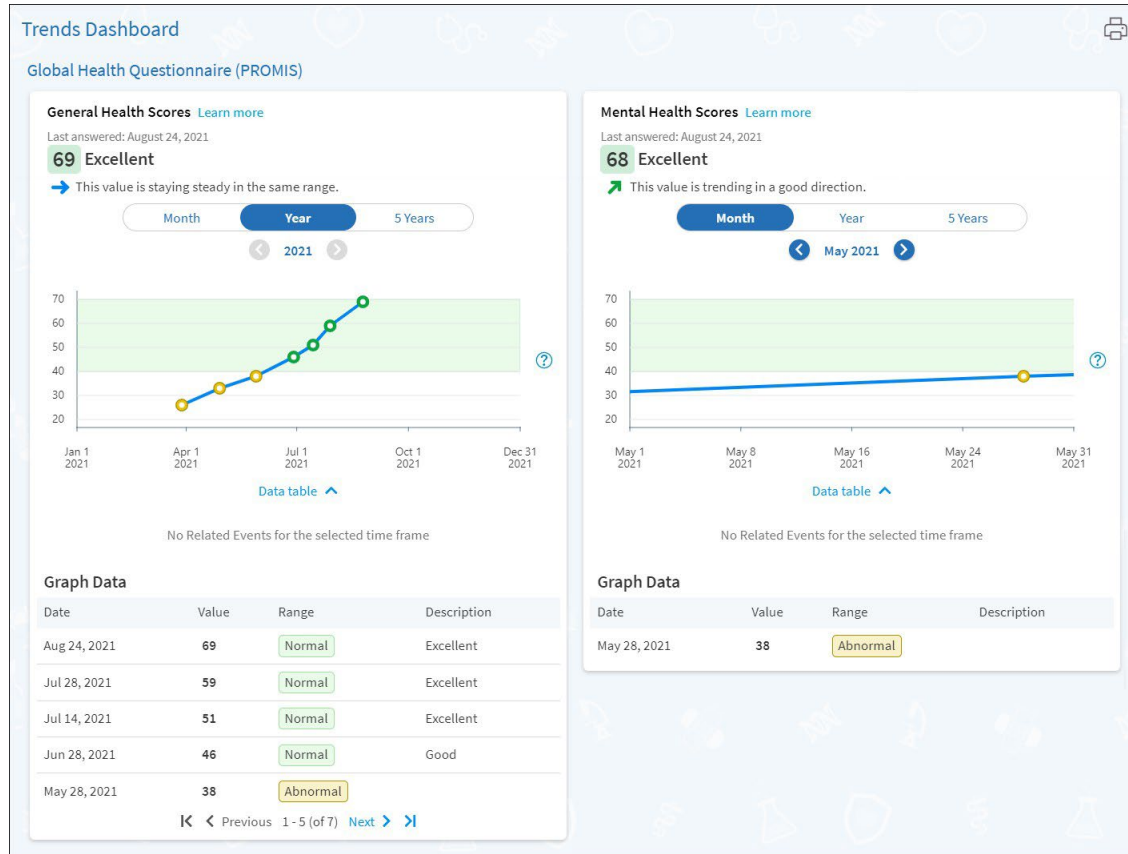 Trends Dashboard
Global Health Questionnaire (PROMIS)
General Health Scores Learn more
Last answered: August 24, 2021
69 Excellent
This value is staying steady in the same range.
Month Year 5 Years
2021
70
60
50
40
30
20
Jan 1 2021
Apr 1 2021
Jul 1 2021
Oct 1 2021
Dec 31 2021
?
Data table
No Related Events for the selected time frame
Graph Data
Date Value Range Description
Aug 24, 2021 69 Normal Excellent
Jul 28, 2021 59 Normal Excellent
Jul 14, 2021 51 Normal Excellent
Jun 28, 2021 46 Normal Good
May 28, 2021 38 Abnormal
Previous 1 - 5 (of 7) Next
Mental Health Scores Learn more
Last answered: August 24, 2021
68 Excellent
This value is trending in a good direction.
Month Year 5 Years
May 2021
70
60
50
40
30
20
May 1 2021
May 8 2021
May 16 2021
May 24 2021
May 31 2021
?
Data table
No Related Events for the selected time frame
Graph Data
Date Value Range Description
May 28, 2021 38 Abnormal